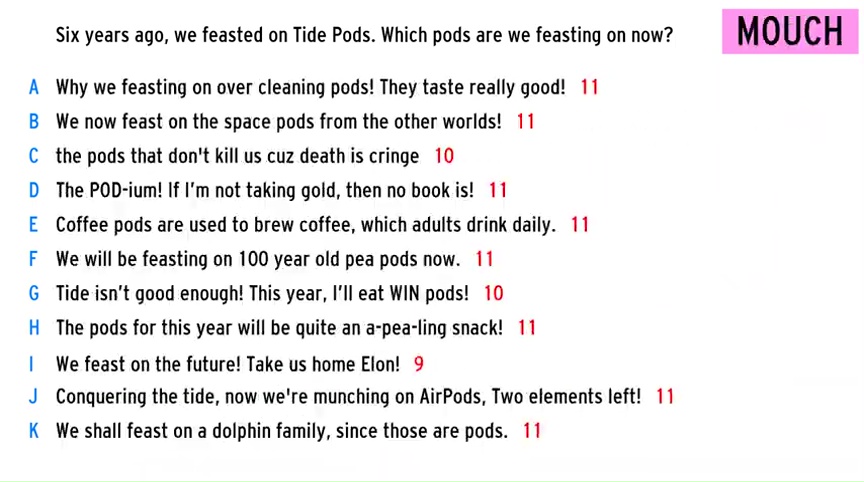 Six years ago, we feasted on Tide Pods. Which pods are we feasting on now?
MOUCH
A Why we feasting on over cleaning pods! They taste really good! 11
B We now feast on the space pods from the other worlds! 11
C the pods that don't kill us cuz death is cringe 10
D The POD-ium! If I'm not taking gold, then no book is! 11
E Coffee pods are used to brew coffee, which adults drink daily. 11
F We will be feasting on 100 year old pea pods now. 11
G Tide isn't good enough! This year, I'll eat WIN pods! 10
H The pods for this year will be quite an a-pea-ling snack! 11
I We feast on the future! Take us home Elon! 9
J Conquering the tide, now we're munching on AirPods, Two elements left! 11
K We shall feast on a dolphin family, since those are pods. 11